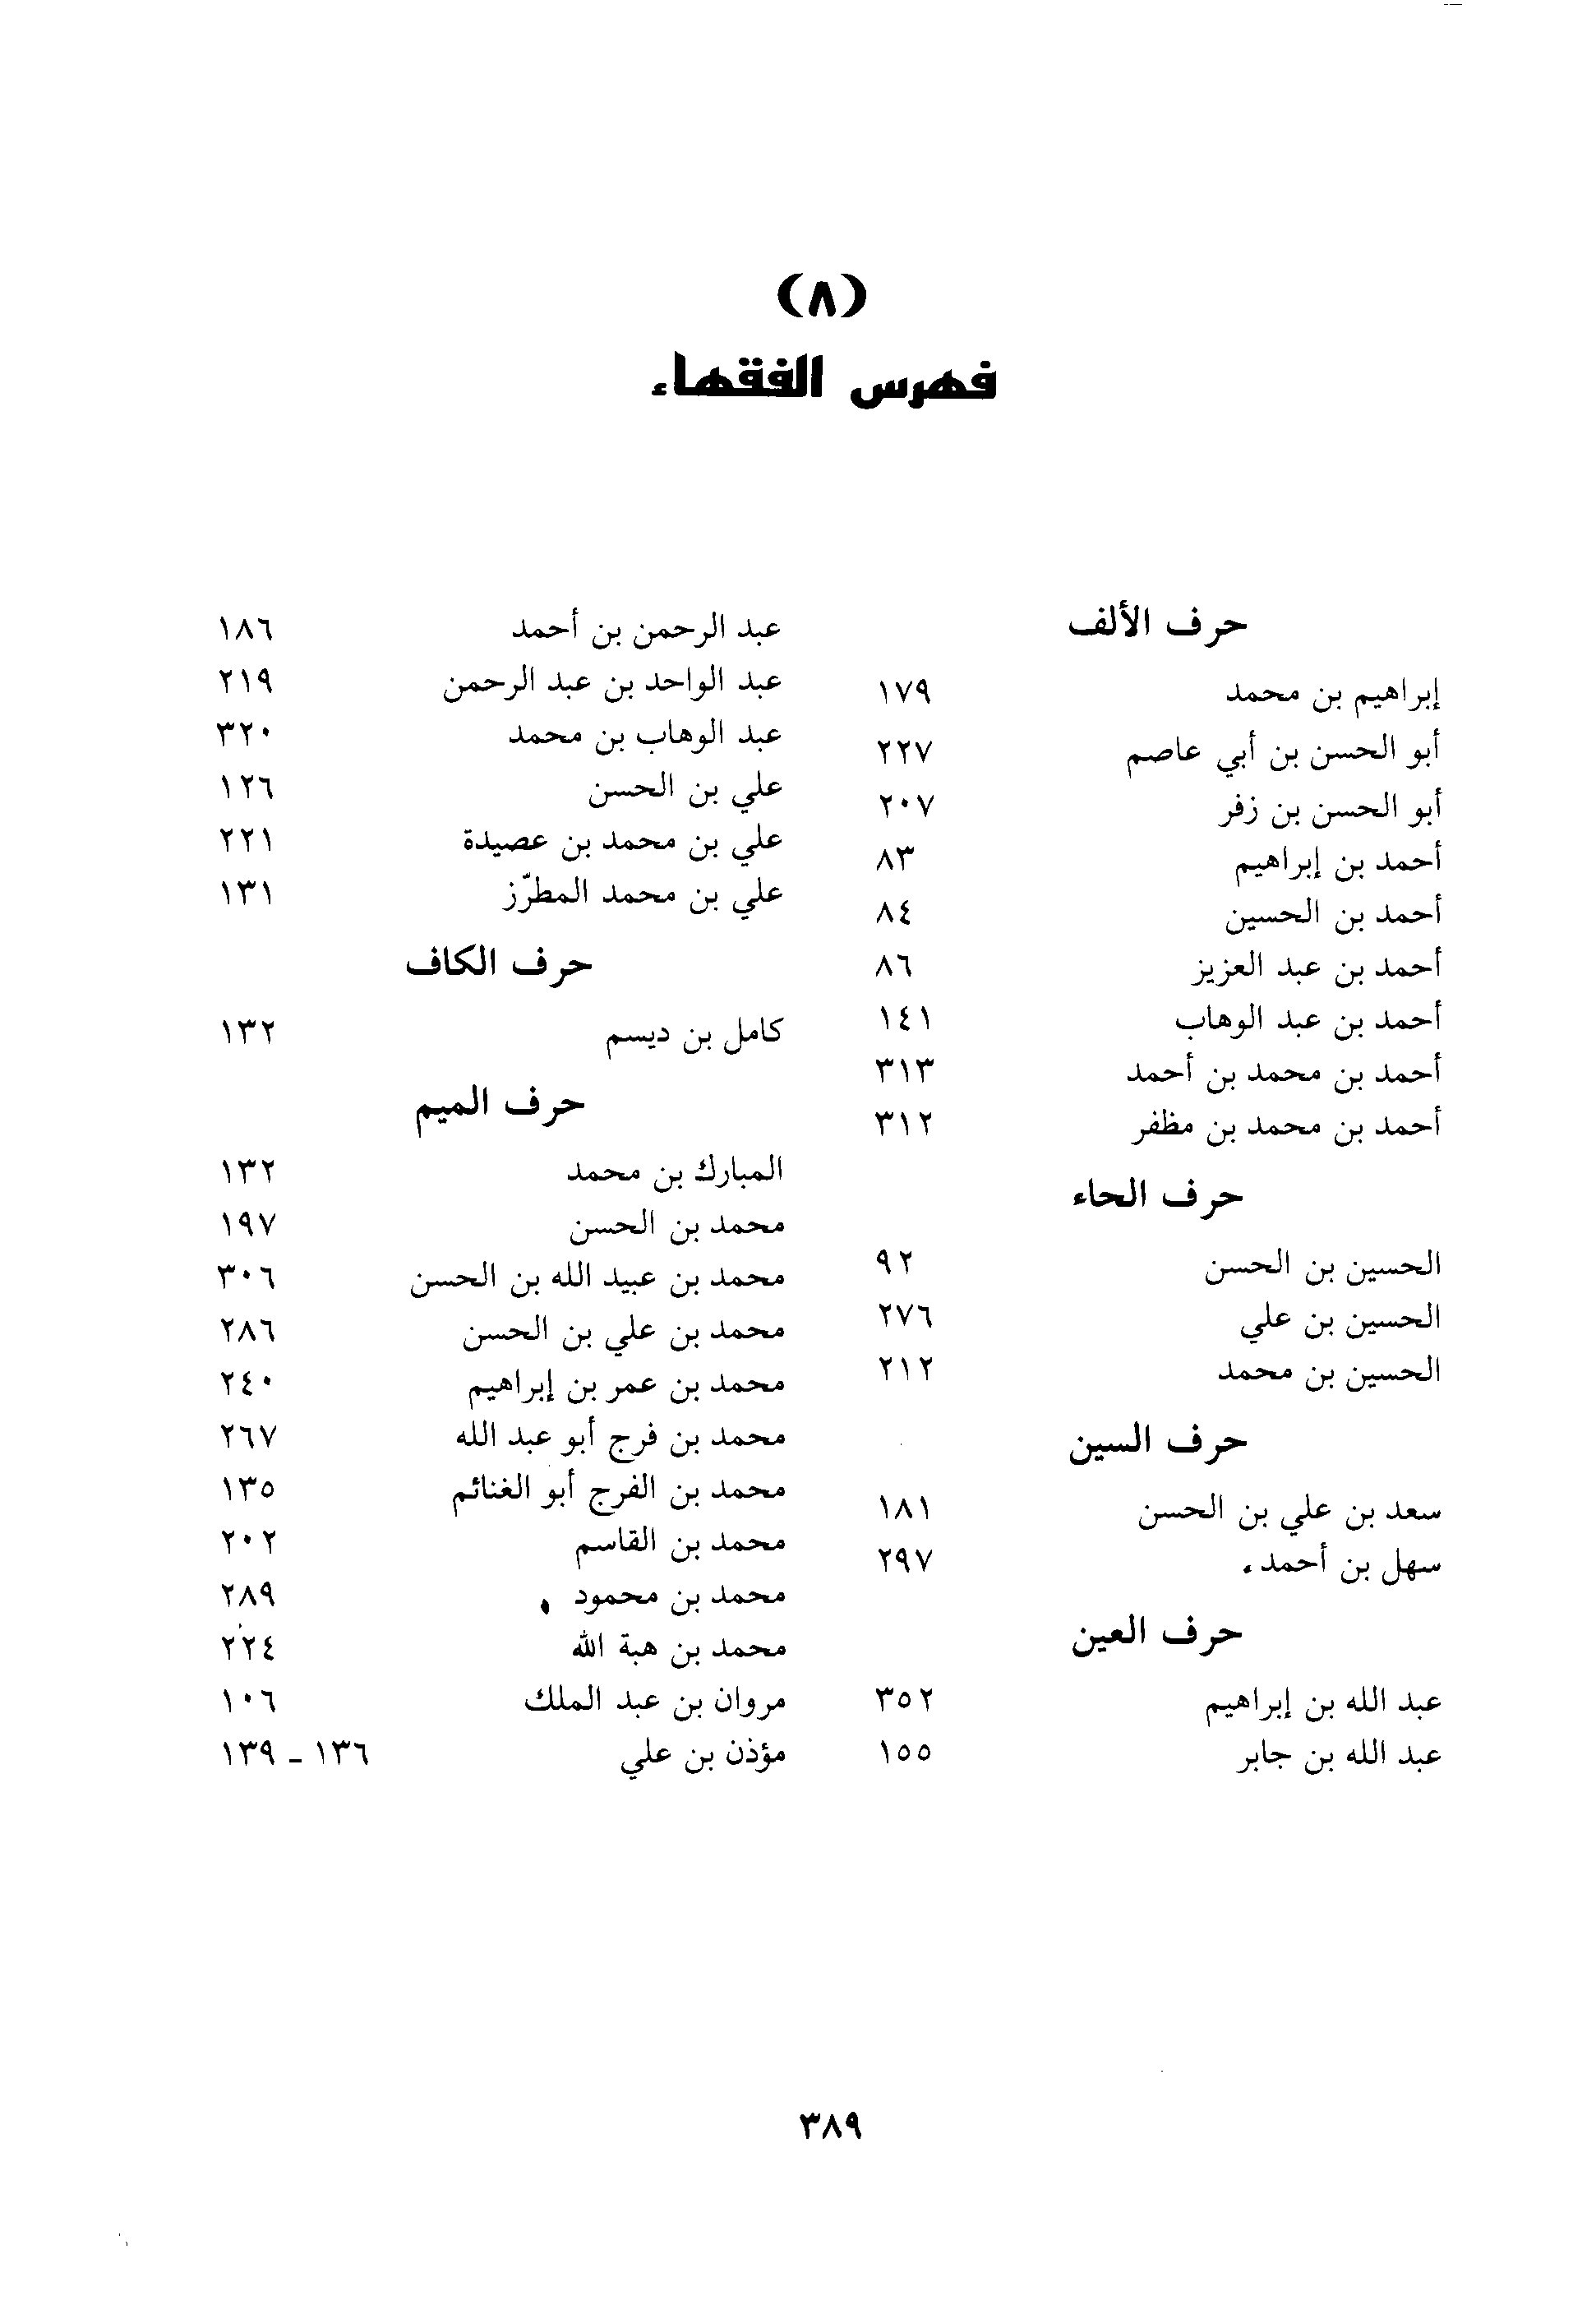 (٨)
فهرس الفقهاء
حرف الألف
إبراهيم بن محمد ١٧٩
أبو الحسن بن أبي عاصم ٢٢٧
أبو الحسن بن زفر ٢٠٧
أحمد بن إبراهيم ٨٣
أحمد بن الحسين ٨٤
أحمد بن عبد العزيز ٨٦
أحمد بن عبد الوهاب ١٤١
أحمد بن محمد بن أحمد ٣١٣
أحمد بن محمد بن مظفر ٣١٢
حرف الحاء
الحسين بن الحسن ٩٢
الحسين بن علي ٢٧٦
الحسين بن محمد ٢١٢
حرف السين
سعد بن علي بن الحسن ١٨١
سهل بن أحمد ٢٩٧
حرف العين
عبد الله بن إبراهيم ٣٥٢
عبد الله بن جابر ١٥٥
عبد الرحمن بن أحمد ١٨٦
عبد الواحد بن عبد الرحمن ٢١٩
عبد الوهاب بن محمد ٣٢٠
علي بن الحسن ١٢٦
علي بن محمد بن عصيدة ٢٢١
علي بن محمد المطرّز ١٣١
حرف الكاف
كامل بن ديسم ١٣٢
حرف الميم
المبارك بن محمد ١٣٢
محمد بن الحسن ١٩٧
محمد بن عبيد الله بن الحسن ٣٠٦
محمد بن علي بن الحسن ٢٨٦
محمد بن عمر بن إبراهيم ٢٤٠
محمد بن فرج أبو عبد الله ٢٦٧
محمد بن الفرج أبو الغنائم ١٣٥
محمد بن القاسم ٢٠٢
محمد بن محمود ٢٨٩
محمد بن هبة الله ٢٢٤
مروان بن عبد الملك ١٠٦
مؤذن بن علي ١٣٦ - ١٣٩
٣٨٩